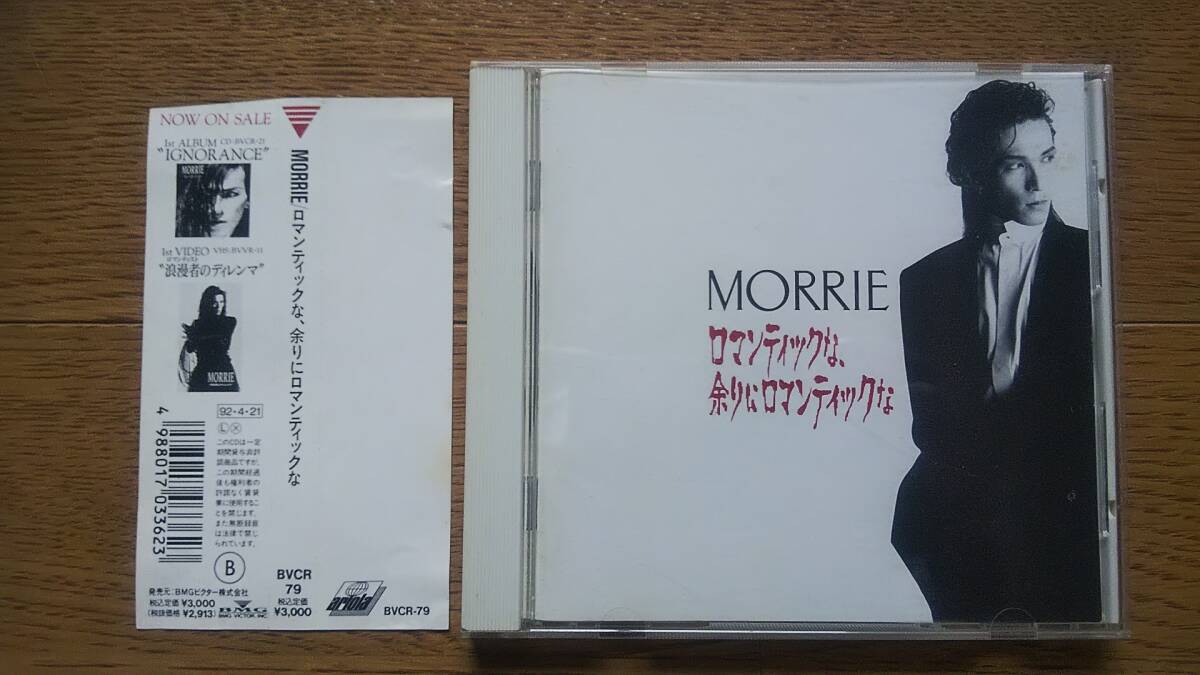 NOW ON SALE
1st ALBUM CD:BVCR-21
"IGNORANCE"
MORRIE
1st VIDEO VHS:BVVR-11
ロマンティスト
"浪漫者のディレンマ"
MORRIE
92・4・21
Ⓛ Ⓧ
このCDは一定
期間貸与非許
諾商品ですが、
この期間経過
後も権利者の
許諾なく賃貸
業に使用するこ
とを禁じます。
また無断録音
は法律で禁じ
られています。
4 988017 033623
B
発売元:BMGビクター株式会社
税込定価 ¥3,000
(税抜価格 ¥2,913)
BMG
BMG VICTOR, INC.
MORRIE/ロマンティックな、余りにロマンティックな
BVCR
79
税込定価
¥3,000
ariola
BVCR-79
MORRIE
ロマンティックな、
余りにロマンティックな